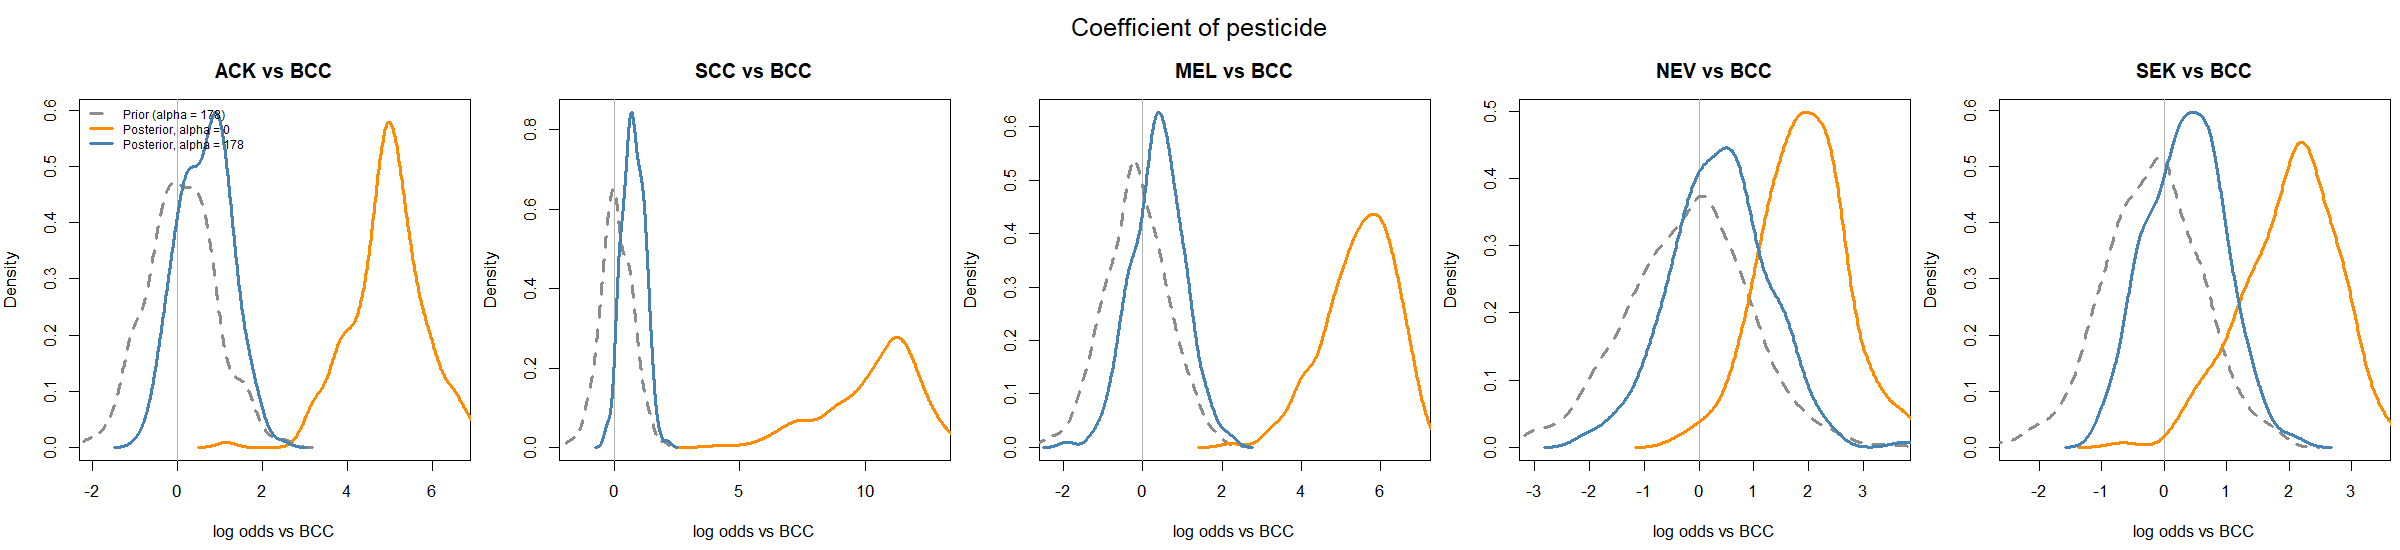 Coefficient of pesticide
ACK vs BCC
Density
0.0 0.1 0.2 0.3 0.4 0.5 0.6
Prior (alpha = 178)
Posterior, alpha = 0
Posterior, alpha = 178
-2 0 2 4 6
log odds vs BCC
SCC vs BCC
Density
0.0 0.2 0.4 0.6 0.8
0 5 10
log odds vs BCC
MEL vs BCC
Density
0.0 0.1 0.2 0.3 0.4 0.5 0.6
-2 0 2 4 6
log odds vs BCC
NEV vs BCC
Density
0.0 0.1 0.2 0.3 0.4 0.5
-3 -2 -1 0 1 2 3
log odds vs BCC
SEK vs BCC
Density
0.0 0.1 0.2 0.3 0.4 0.5 0.6
-2 -1 0 1 2 3
log odds vs BCC